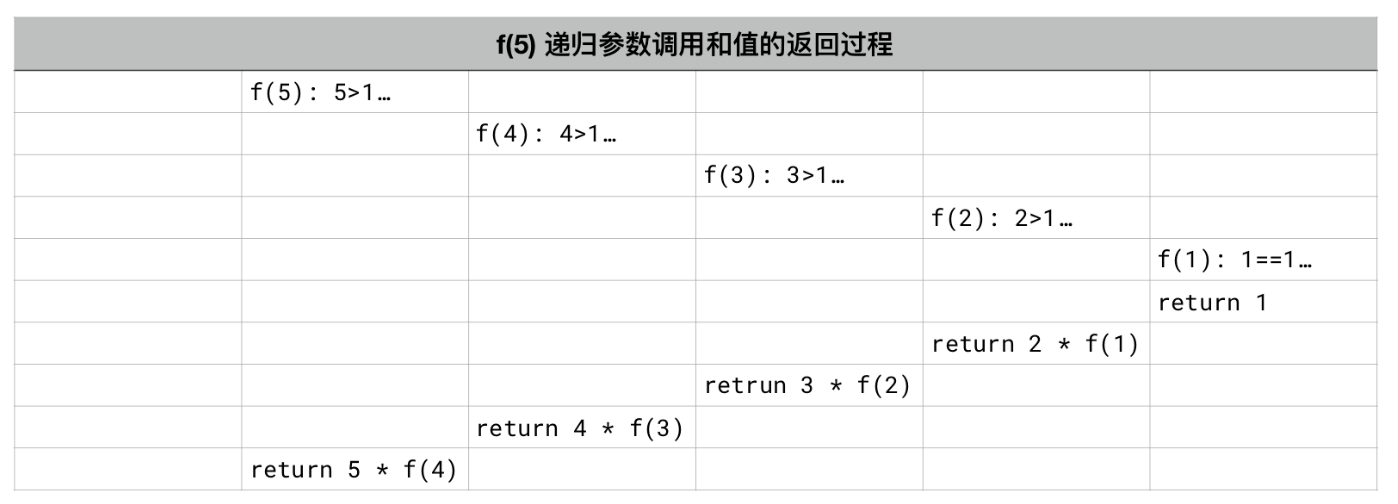 f(5) 递归参数调用和值的返回过程
f(5): 5>1…
f(4): 4>1…
f(3): 3>1…
f(2): 2>1…
f(1): 1==1…
return 1
return 2 * f(1)
retrun 3 * f(2)
return 4 * f(3)
return 5 * f(4)